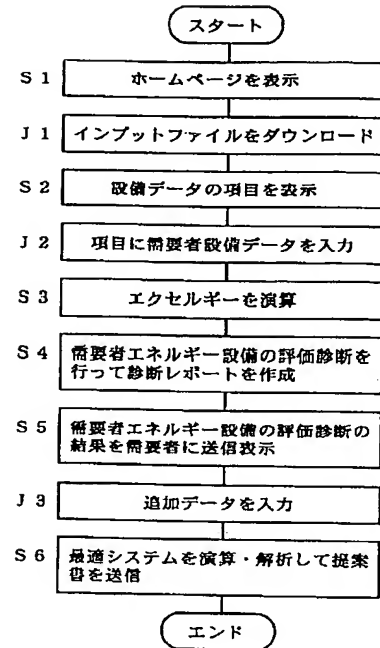 スタート
S1 ホームページを表示
J1 インプットファイルをダウンロード
S2 設備データの項目を表示
J2 項目に需要者設備データを入力
S3 エクセルギーを演算
S4 需要者エネルギー設備の評価診断を
行って診断レポートを作成
S5 需要者エネルギー設備の評価診断の
結果を需要者に送信表示
J3 追加データを入力
S6 最適システムを演算・解析して提案
書を送信
エンド